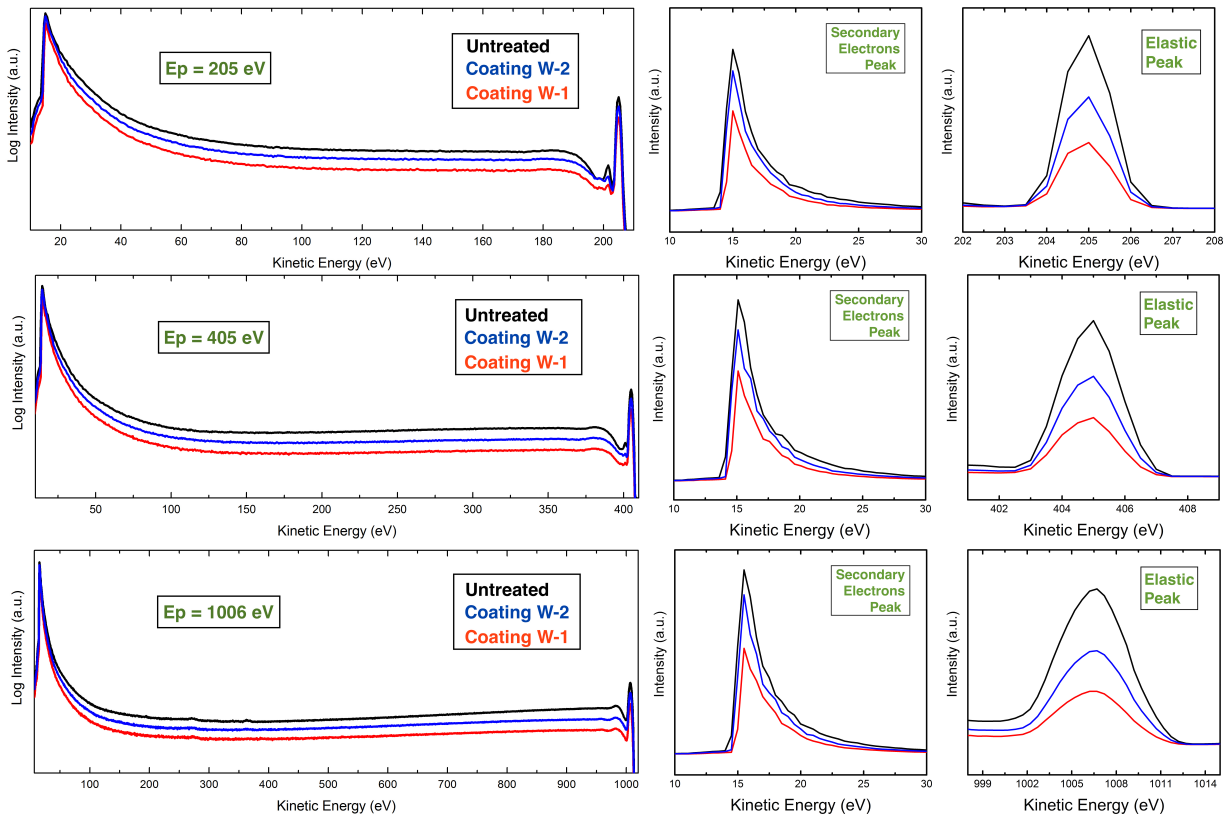 Log Intensity (a.u.)
Ep = 205 eV
Untreated
Coating W-2
Coating W-1
20 40 60 80 100 120 140 160 180 200
Kinetic Energy (eV)
Intensity (a.u.)
Secondary
Electrons
Peak
10 15 20 25 30
Kinetic Energy (eV)
Intensity (a.u.)
Elastic
Peak
202 203 204 205 206 207 208
Kinetic Energy (eV)
Log Intensity (a.u.)
Ep = 405 eV
Untreated
Coating W-2
Coating W-1
50 100 150 200 250 300 350 400
Kinetic Energy (eV)
Intensity (a.u.)
Secondary
Electrons
Peak
10 15 20 25 30
Kinetic Energy (eV)
Intensity (a.u.)
Elastic
Peak
402 404 406 408
Kinetic Energy (eV)
Log Intensity (a.u.)
Ep = 1006 eV
Untreated
Coating W-2
Coating W-1
100 200 300 400 500 600 700 800 900 1000
Kinetic Energy (eV)
Intensity (a.u.)
Secondary
Electrons
Peak
10 15 20 25 30
Kinetic Energy (eV)
Intensity (a.u.)
Elastic
Peak
999 1002 1005 1008 1011 1014
Kinetic Energy (eV)